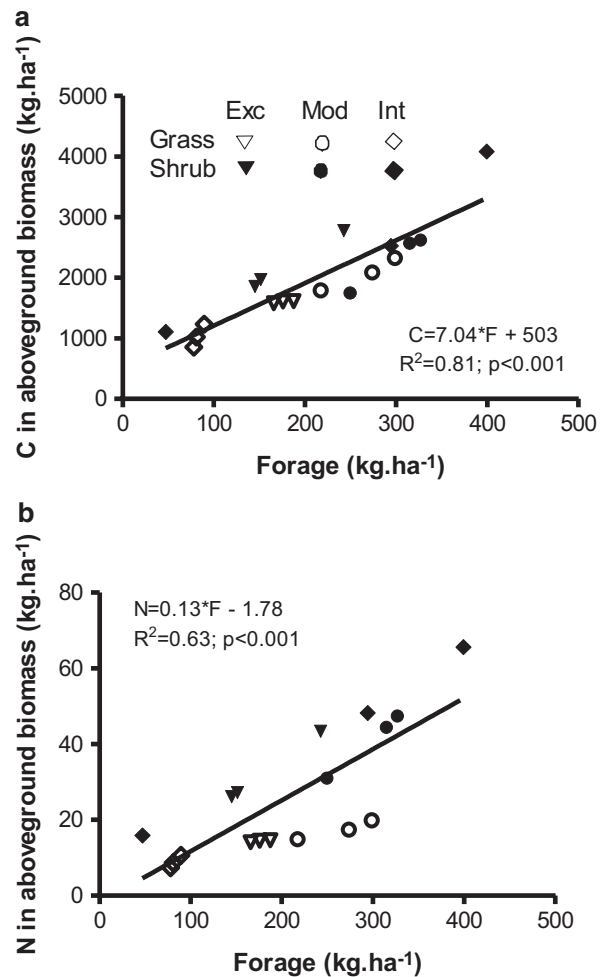 a
C in aboveground biomass (kg.ha-1)
5000
4000
3000
2000
1000
0
Exc Mod Int
Grass
Shrub
C=7.04*F + 503
R2=0.81; p<0.001
0 100 200 300 400 500
Forage (kg.ha-1)
b
N in aboveground biomass (kg.ha-1)
80
60
40
20
0
N=0.13*F - 1.78
R2=0.63; p<0.001
0 100 200 300 400 500
Forage (kg.ha-1)